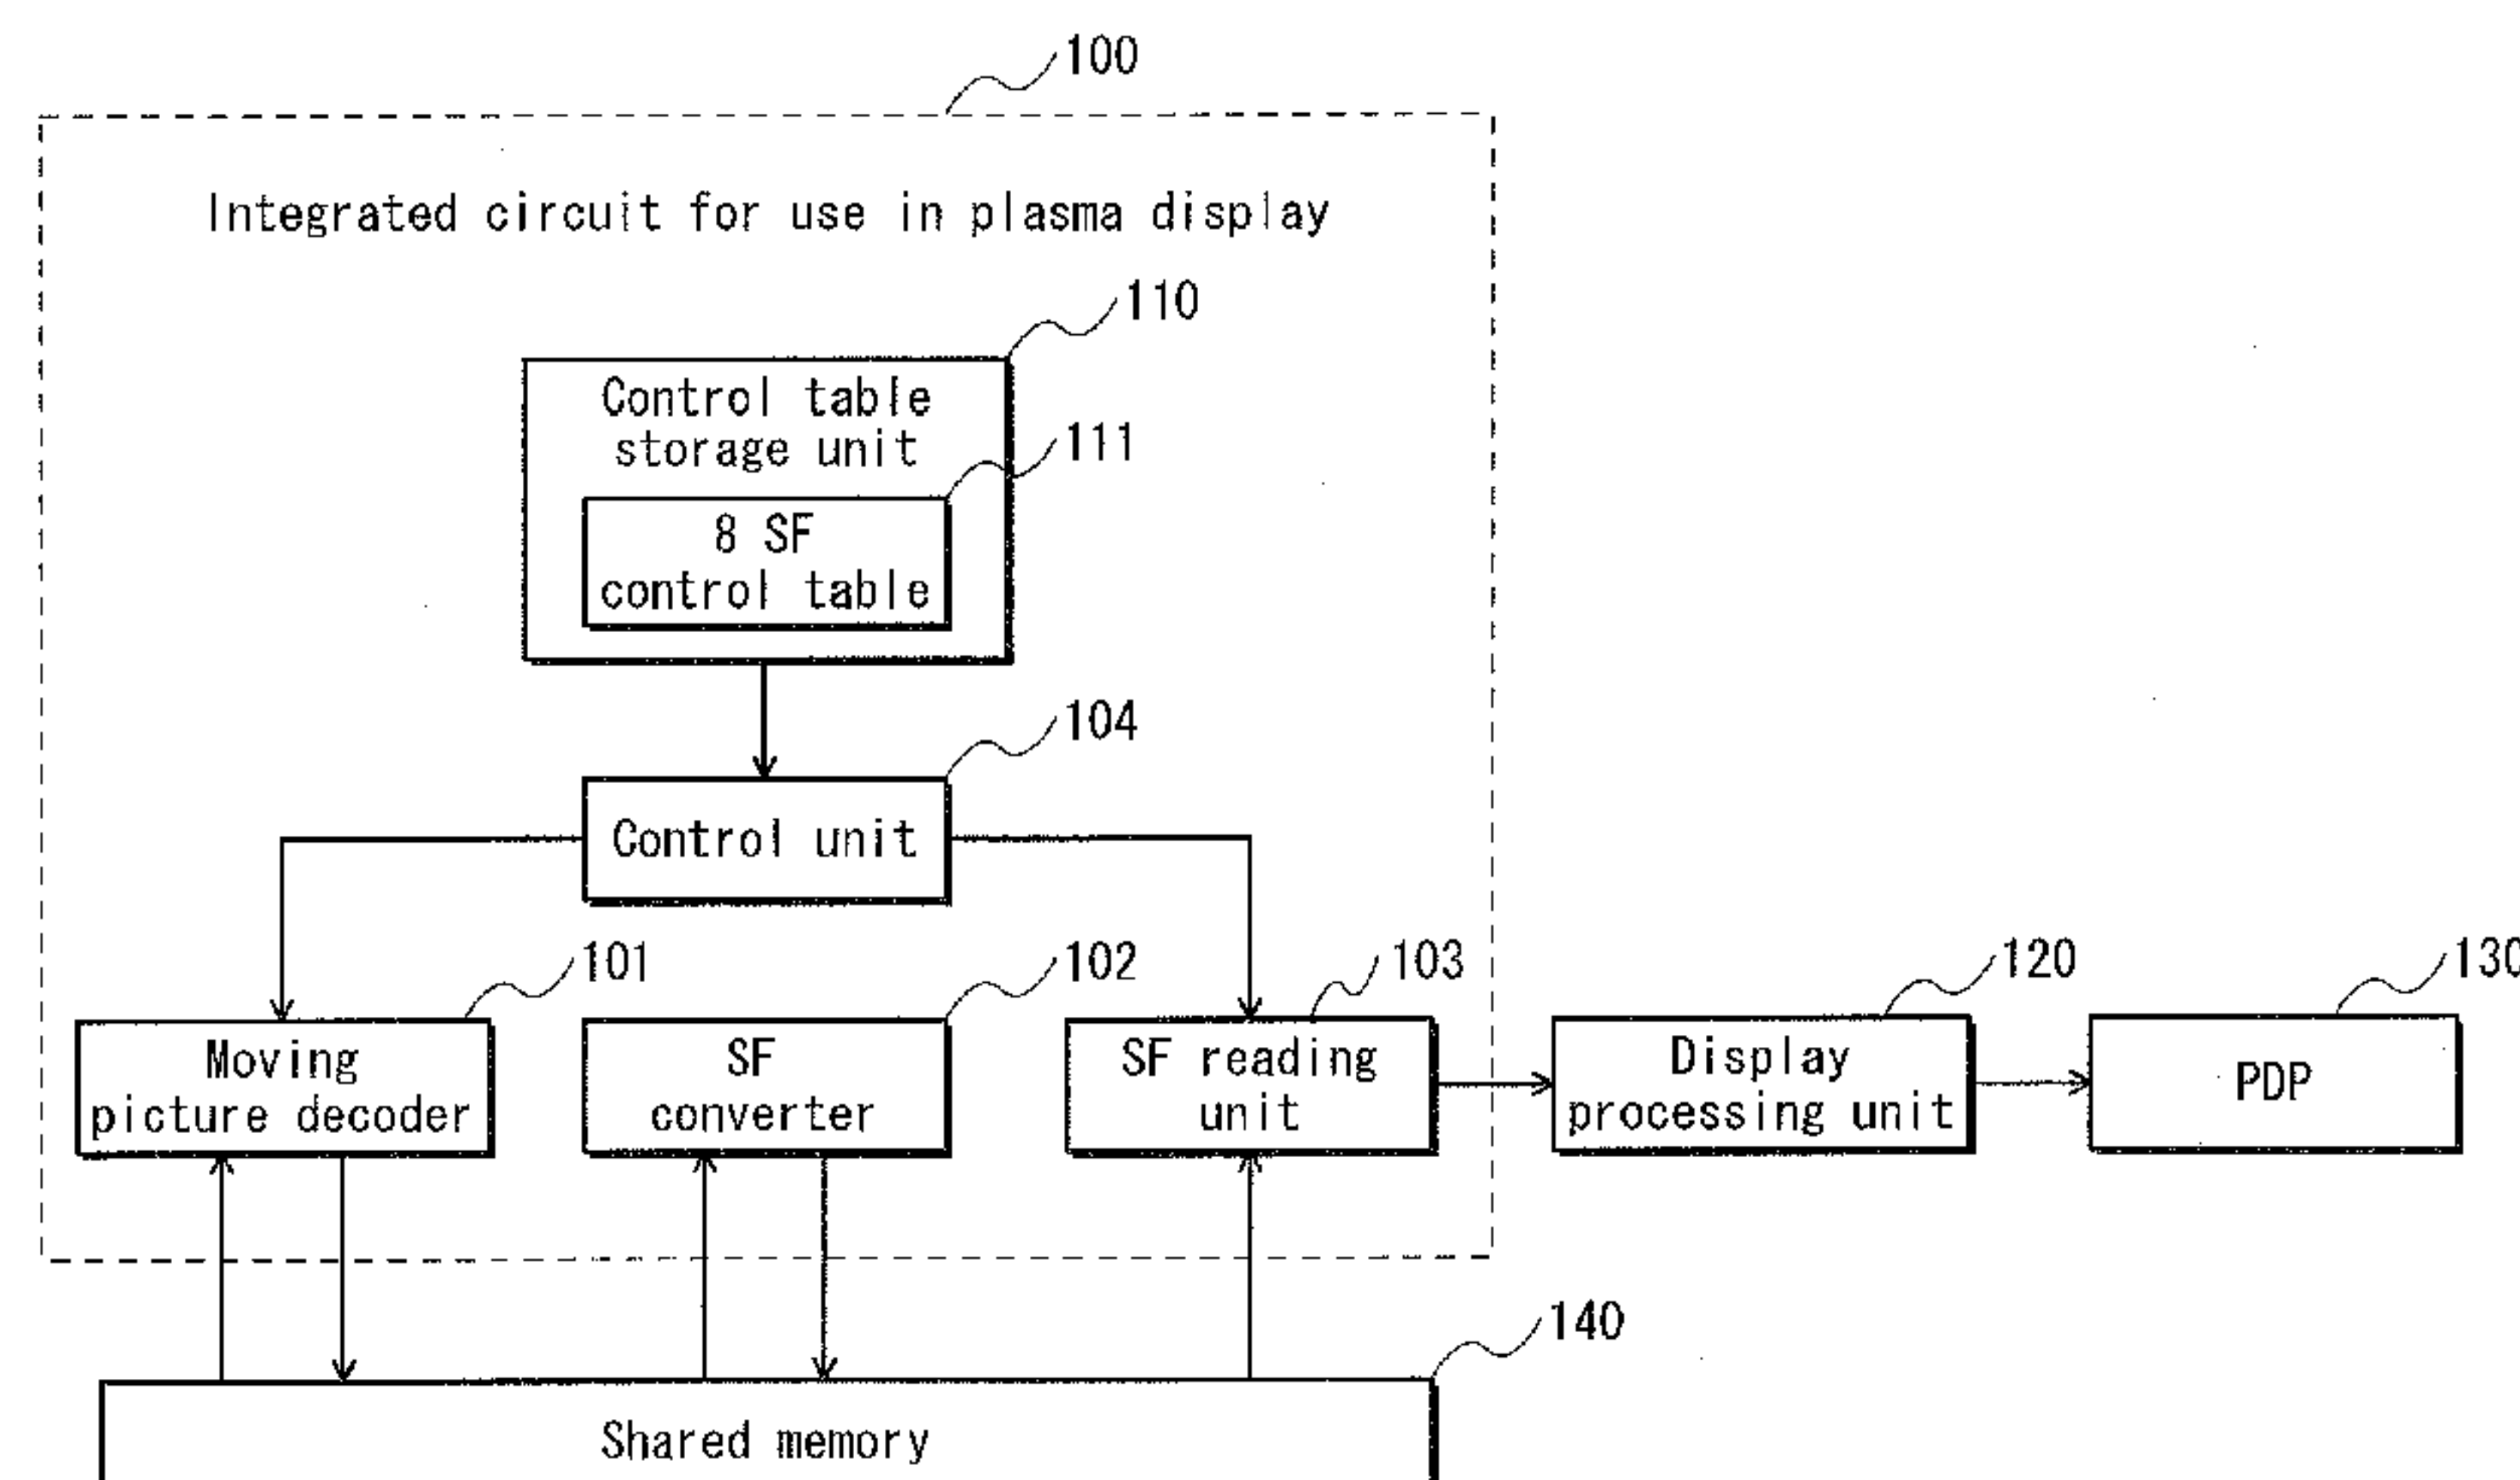 100
Integrated circuit for use in plasma display
110
Control table
storage unit
111
8 SF
control table
104
Control unit
101
102
103
120
130
Moving
picture decoder
SF
converter
SF reading
unit
Display
processing unit
PDP
140
Shared memory